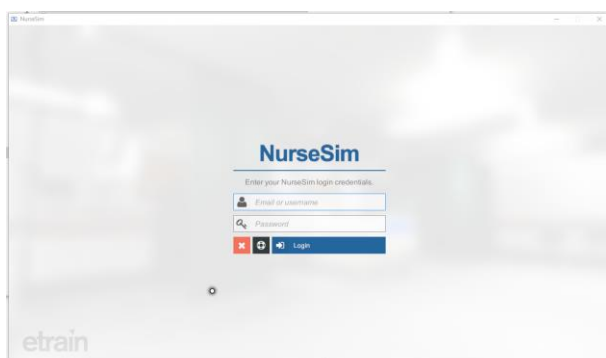 NurseSim
NurseSim
Enter your NurseSim login credentials.
Email or username
Password
Login
etrain